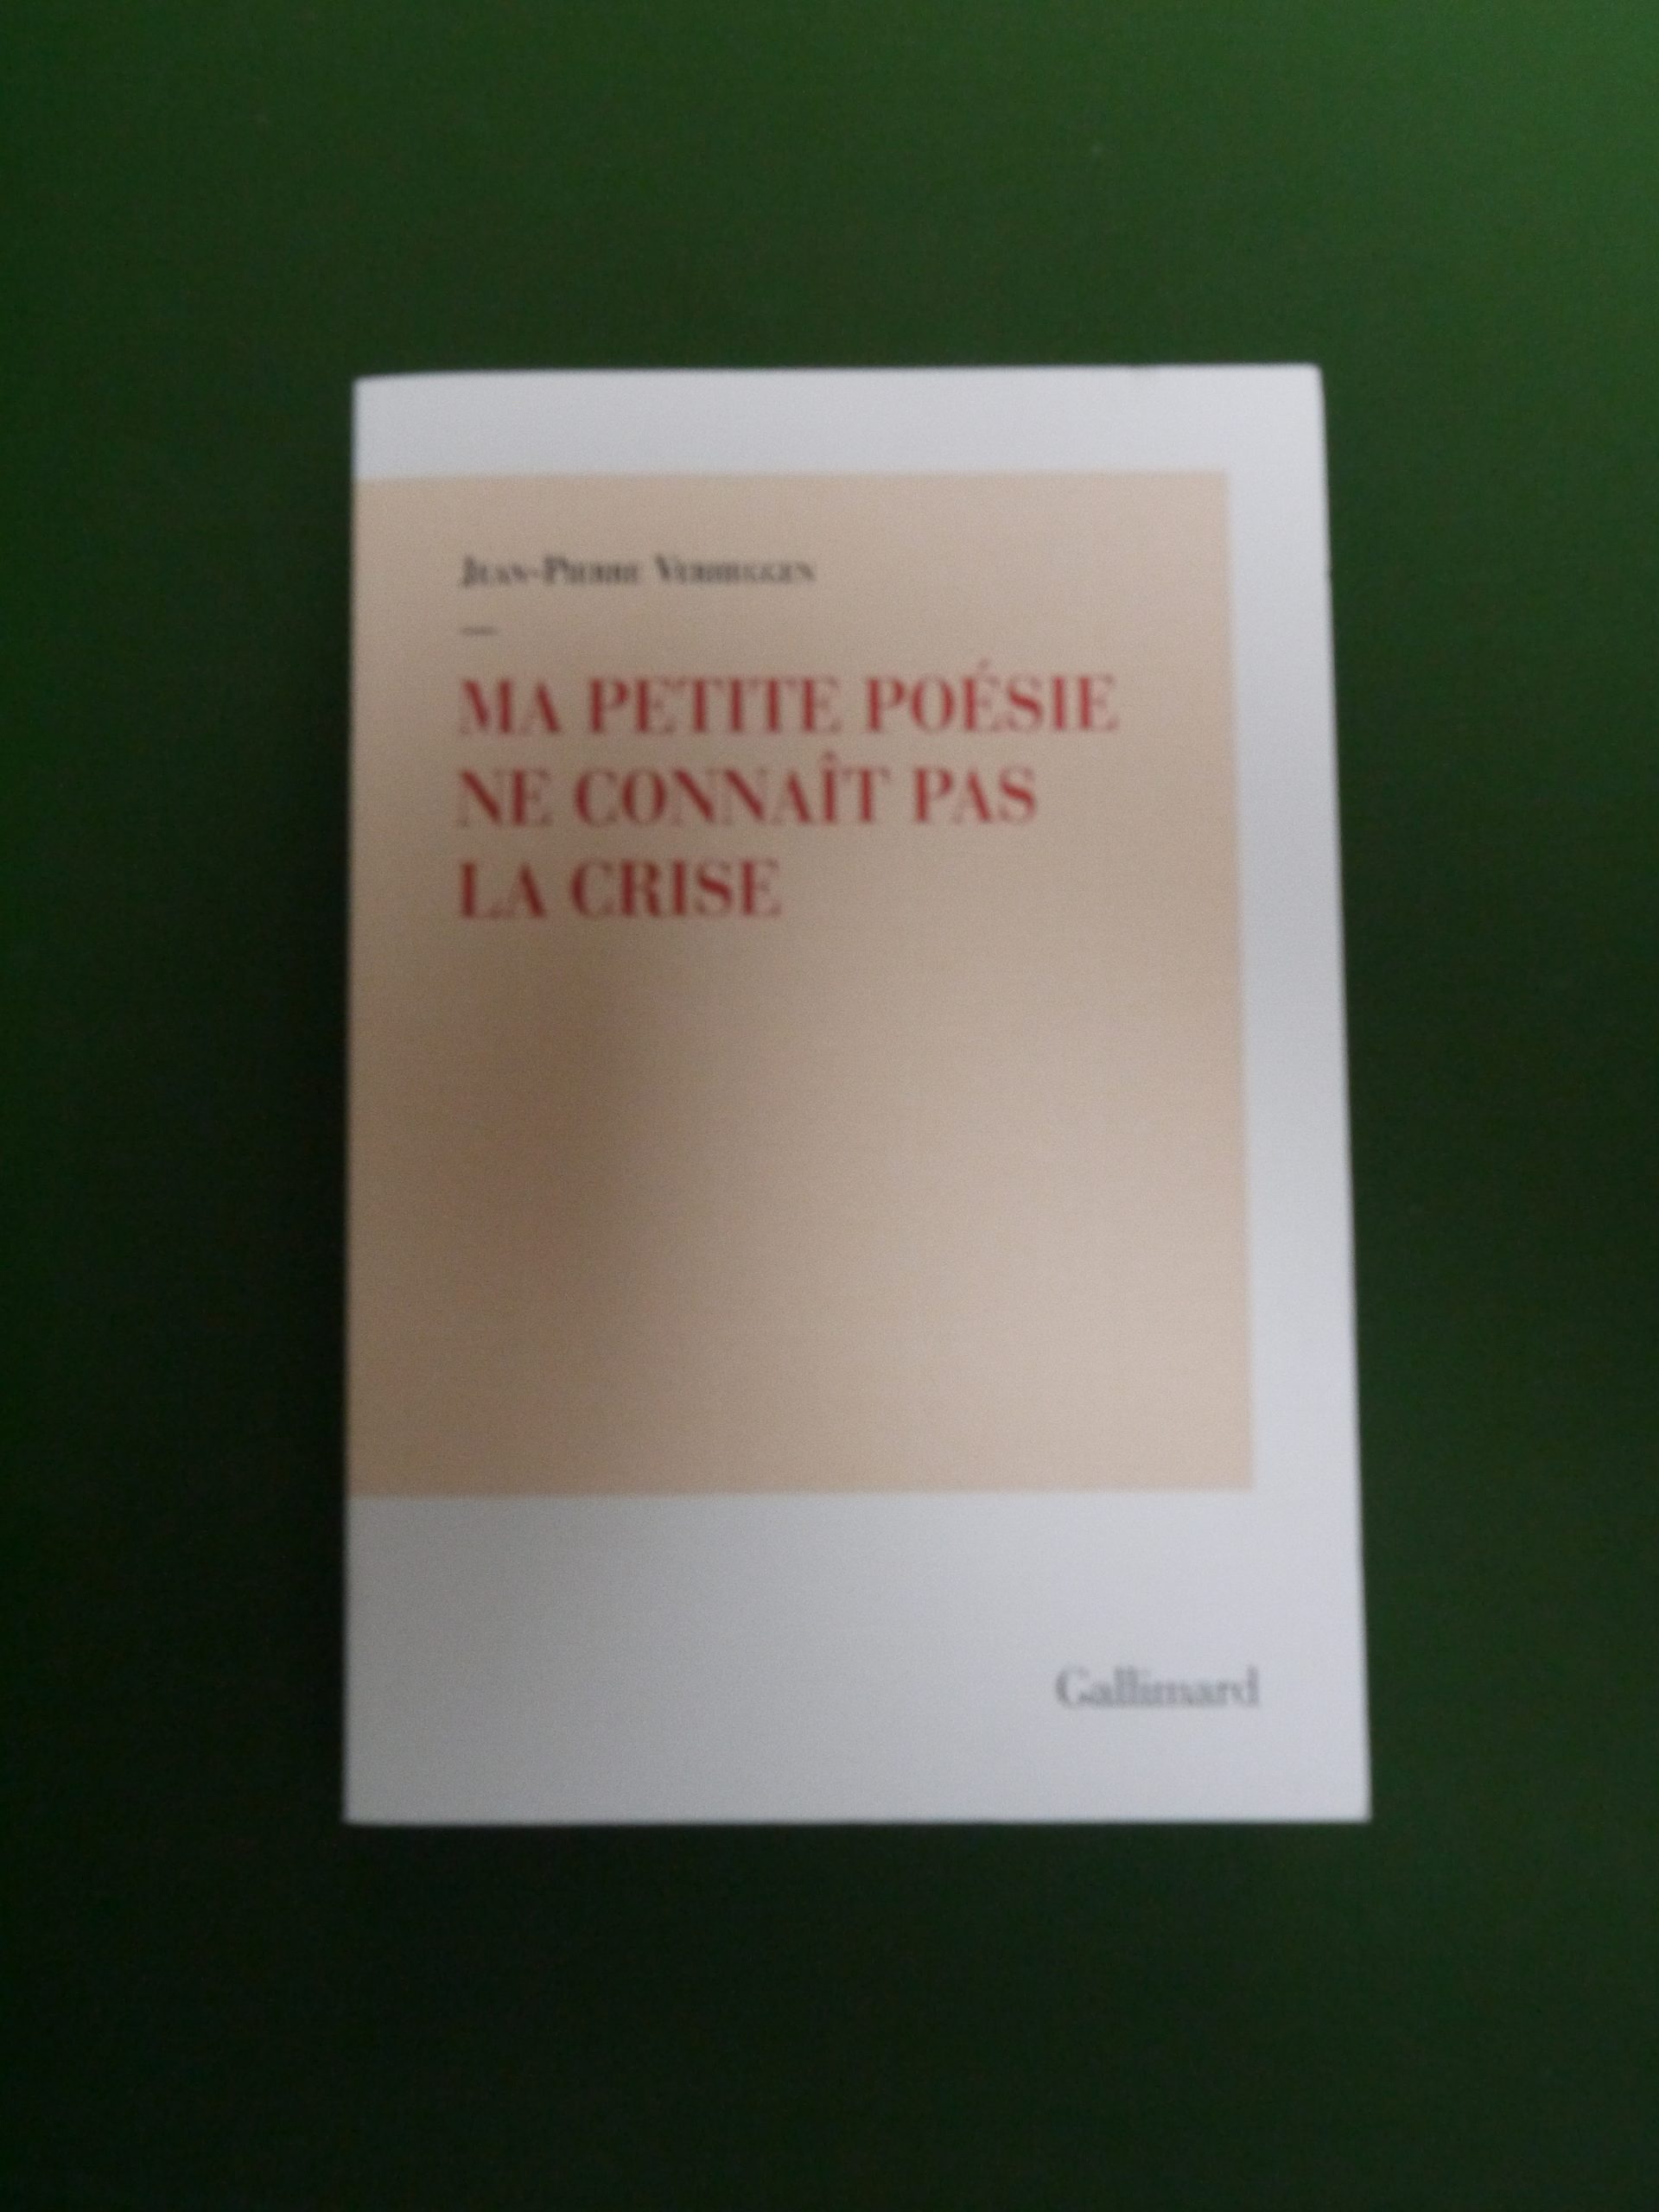 Jean-Pierre Verheggen
—
MA PETITE POÉSIE
NE CONNAÎT PAS
LA CRISE
Gallimard